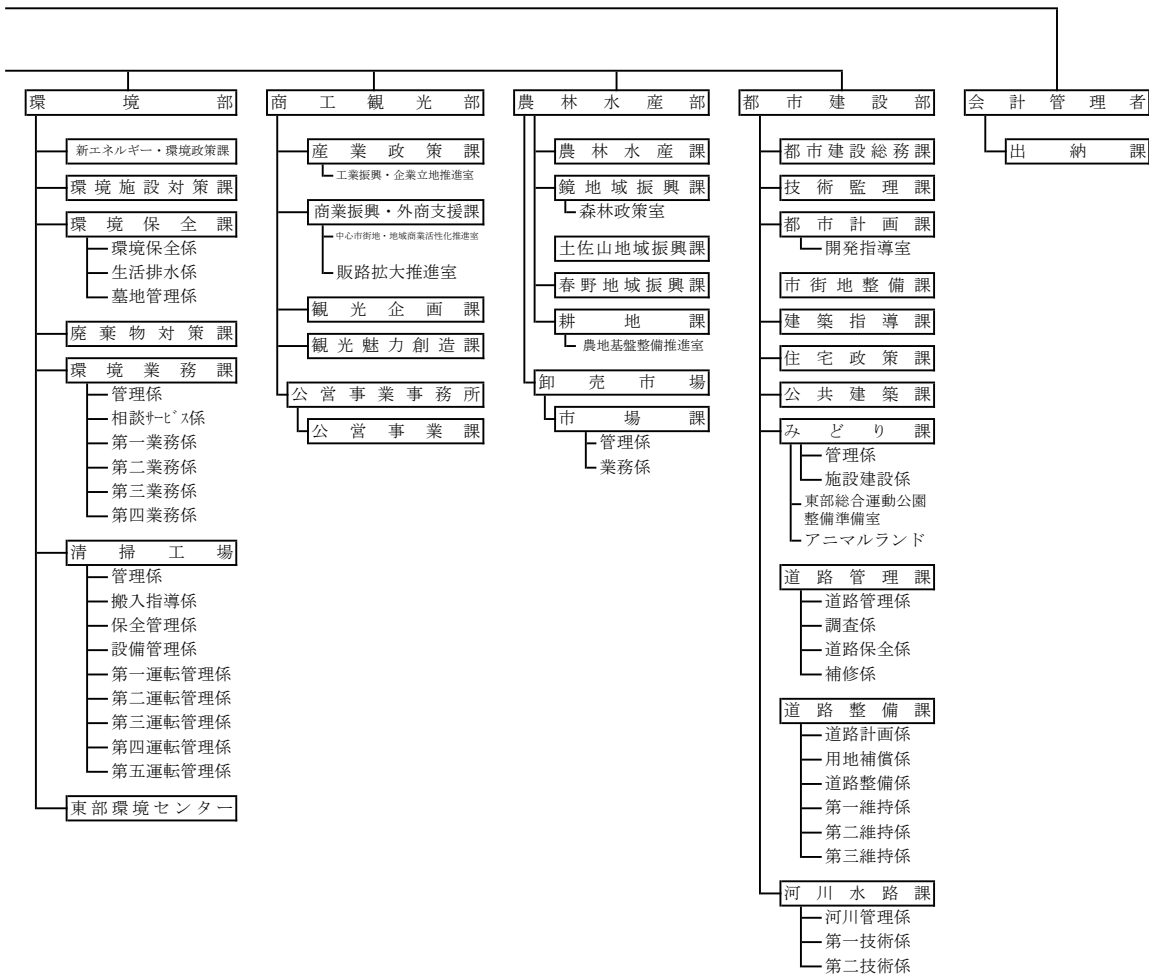 環境部
新エネルギー・環境政策課
環境施設対策課
環境保全課
環境保全係
生活排水係
墓地管理係
廃棄物対策課
環境業務課
管理係
相談ｻｰﾋﾞｽ係
第一業務係
第二業務係
第三業務係
第四業務係
清掃工場
管理係
搬入指導係
保全管理係
設備管理係
第一運転管理係
第二運転管理係
第三運転管理係
第四運転管理係
第五運転管理係
東部環境センター
商工観光部
産業政策課
工業振興・企業立地推進室
商業振興・外商支援課
中心市街地・地域商業活性化推進室
販路拡大推進室
観光企画課
観光魅力創造課
公営事業事務所
公営事業課
農林水産部
農林水産課
鏡地域振興課
森林政策室
土佐山地域振興課
春野地域振興課
耕地課
農地基盤整備推進室
卸売市場
市場課
管理係
業務係
都市建設部
都市建設総務課
技術監理課
都市計画課
開発指導室
市街地整備課
建築指導課
住宅政策課
公共建築課
みどり課
管理係
施設建設係
東部総合運動公園
整備準備室
アニマルランド
道路管理課
道路管理係
調査係
道路保全係
補修係
道路整備課
道路計画係
用地補償係
道路整備係
第一維持係
第二維持係
第三維持係
河川水路課
河川管理係
第一技術係
第二技術係
会計管理者
出納課